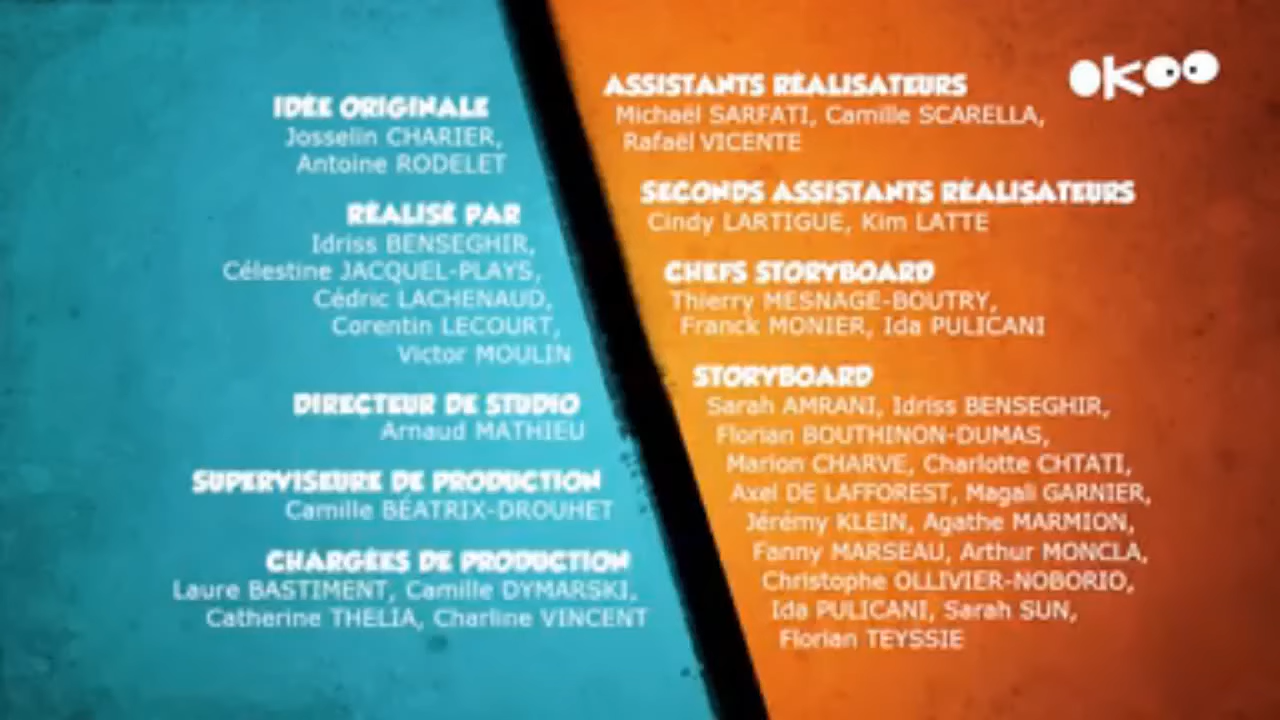 IDÉE ORIGINALE
Josselin CHARIER,
Antoine RODELET
RÉALISÉ PAR
Idriss BENSEGHIR,
Célestine JACQUEL-PLAYS,
Cédric LACHENAUD,
Corentin LECOURT,
Victor MOULIN
DIRECTEUR DE STUDIO
Arnaud MATHIEU
SUPERVISEURE DE PRODUCTION
Camille BÉATRIX-DROUHET
CHARGÉES DE PRODUCTION
Laure BASTIMENT, Camille DYMARSKI,
Catherine THELIA, Charline VINCENT
ASSISTANTS RÉALISATEURS
Michaël SARFATI, Camille SCARELLA,
Rafaël VICENTE
SECONDS ASSISTANTS RÉALISATEURS
Cindy LARTIGUE, Kim LATTE
CHEFS STORYBOARD
Thierry MESNAGE-BOUTRY,
Franck MONIER, Ida PULICANI
STORYBOARD
Sarah AMRANI, Idriss BENSEGHIR,
Florian BOUTHINON-DUMAS,
Marion CHARVE, Charlotte CHTATI,
Axel DE LAFFOREST, Magali GARNIER,
Jérémy KLEIN, Agathe MARMION,
Fanny MARSEAU, Arthur MONCLA,
Christophe OLLIVIER-NOBORIO,
Ida PULICANI, Sarah SUN,
Florian TEYSSIE
OKOO